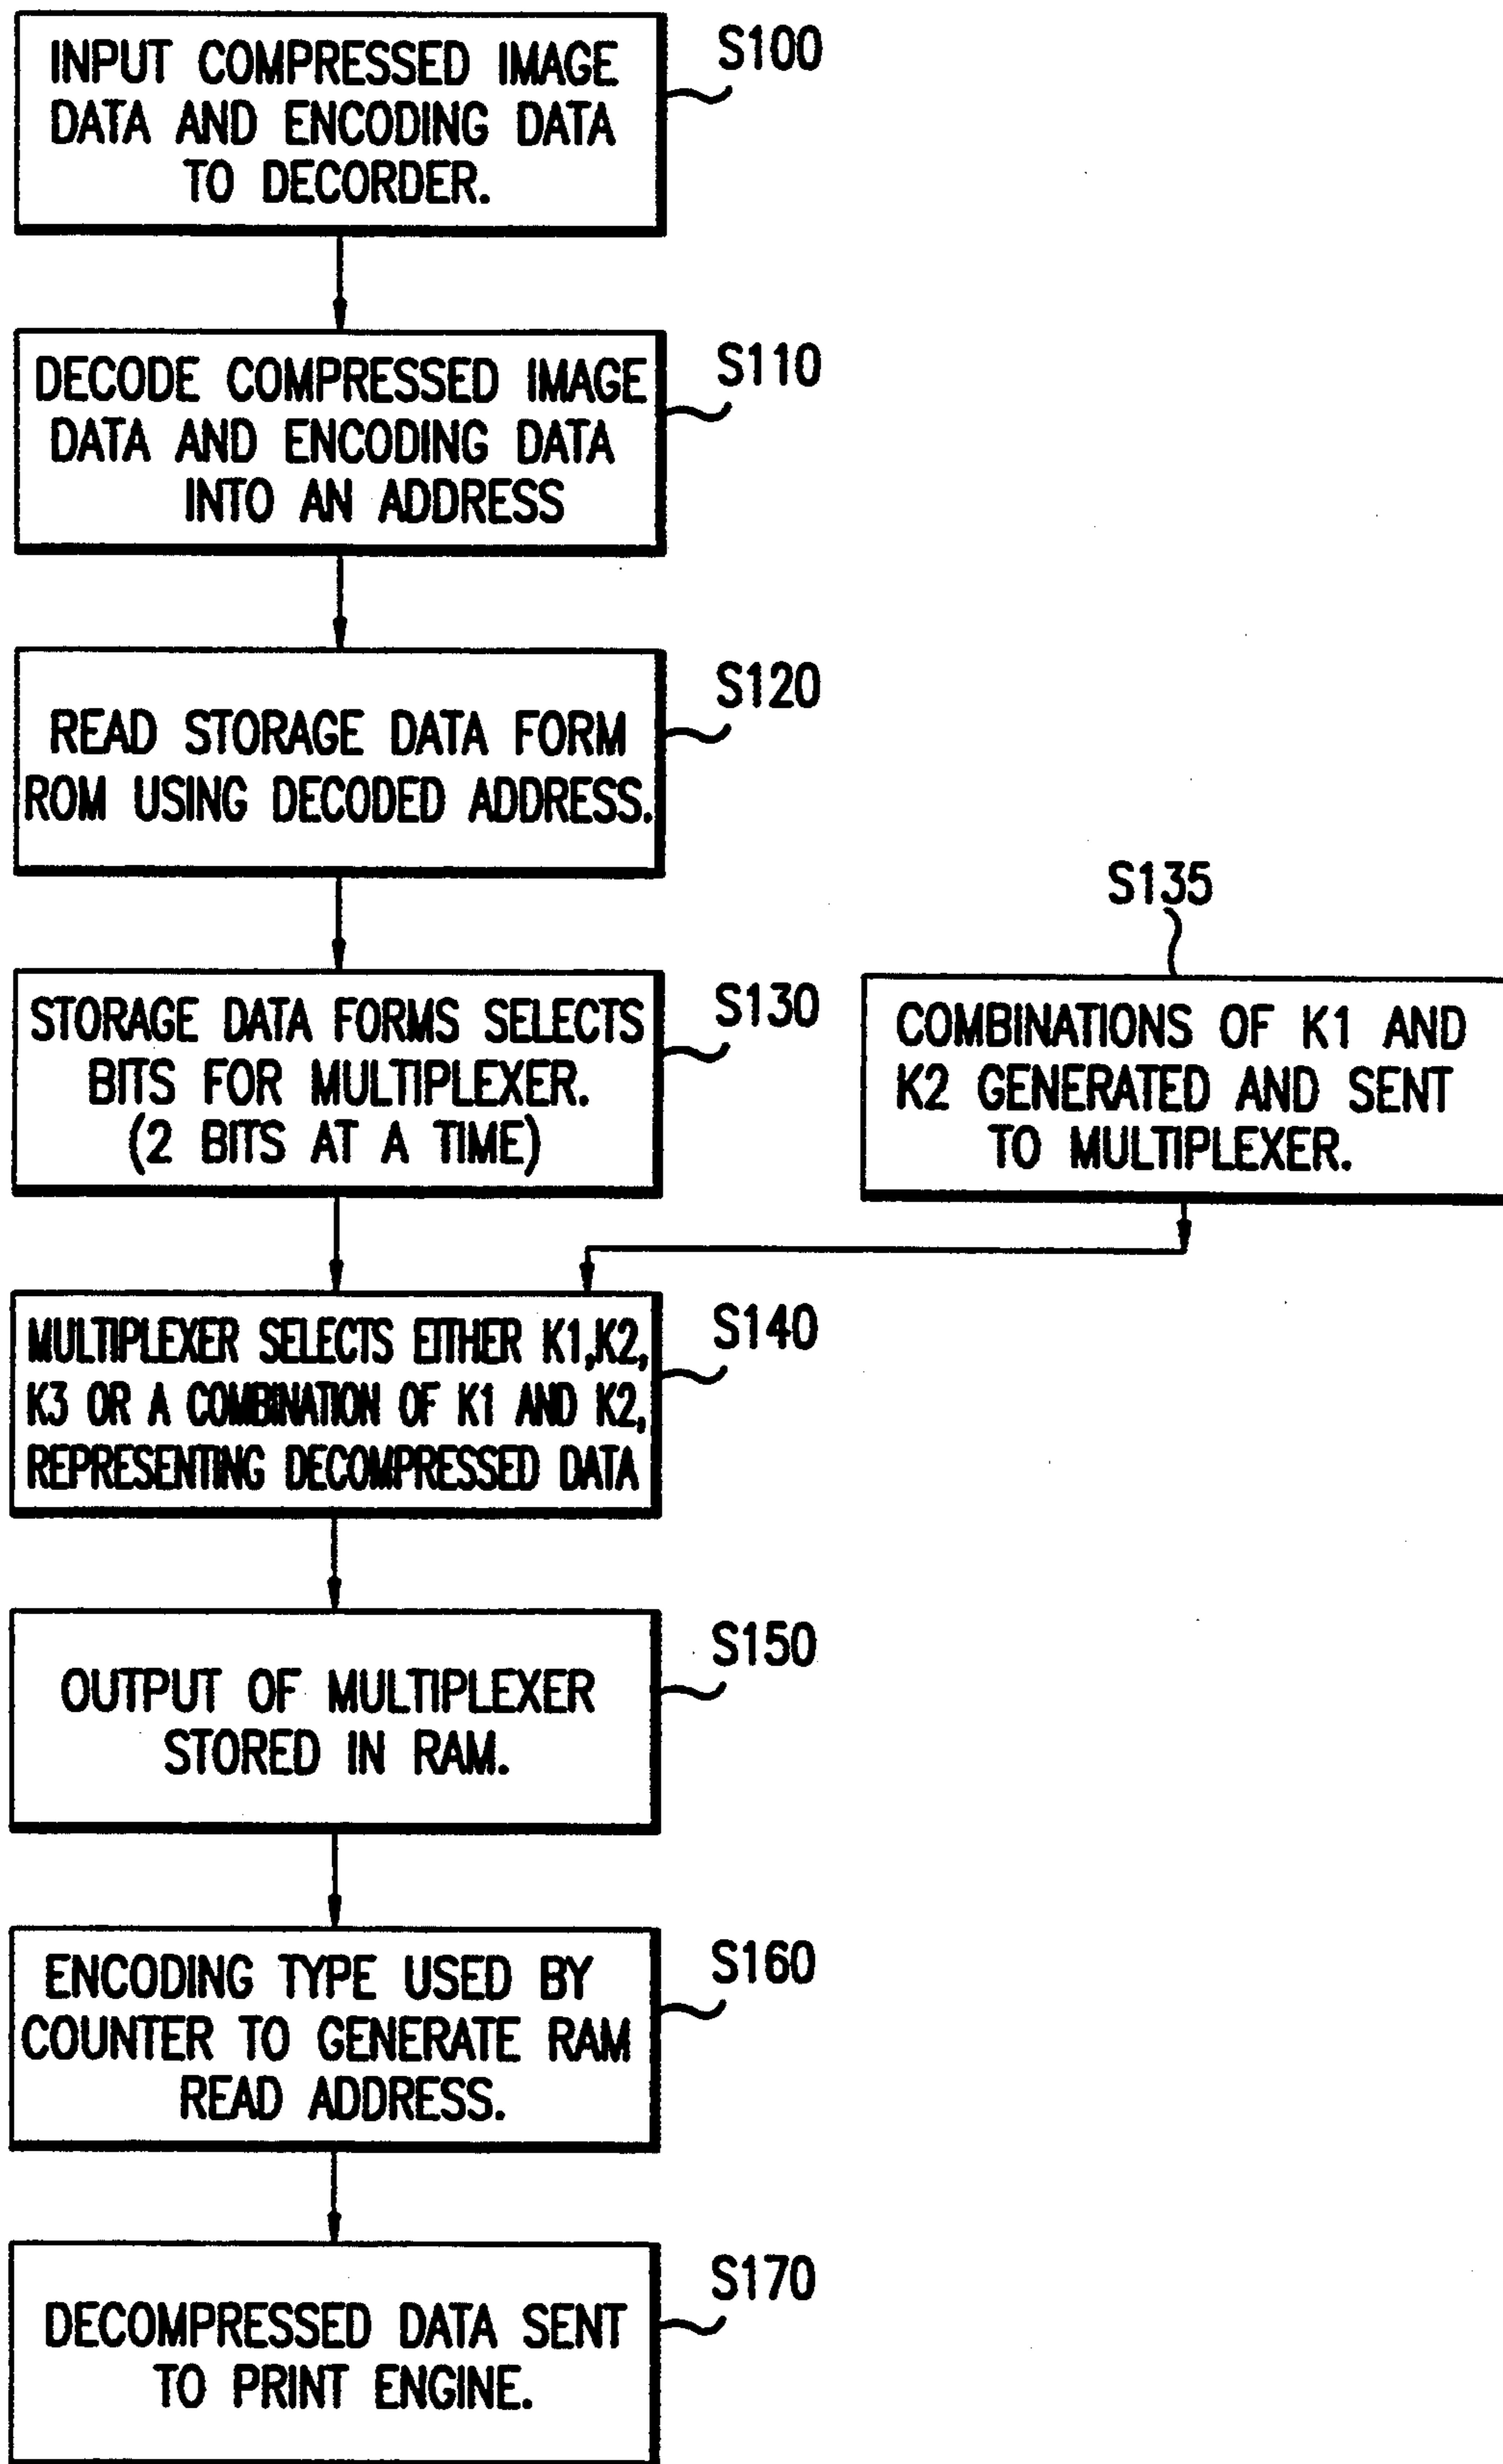 INPUT COMPRESSED IMAGE
DATA AND ENCODING DATA
TO DECORDER.
S100
DECODE COMPRESSED IMAGE
DATA AND ENCODING DATA
INTO AN ADDRESS
S110
READ STORAGE DATA FORM
ROM USING DECODED ADDRESS.
S120
STORAGE DATA FORMS SELECTS
BITS FOR MULTIPLEXER.
(2 BITS AT A TIME)
S130
S135
COMBINATIONS OF K1 AND
K2 GENERATED AND SENT
TO MULTIPLEXER.
MULTIPLEXER SELECTS EITHER K1,K2,
K3 OR A COMBINATION OF K1 AND K2,
REPRESENTING DECOMPRESSED DATA
S140
OUTPUT OF MULTIPLEXER
STORED IN RAM.
S150
ENCODING TYPE USED BY
COUNTER TO GENERATE RAM
READ ADDRESS.
S160
DECOMPRESSED DATA SENT
TO PRINT ENGINE.
S170